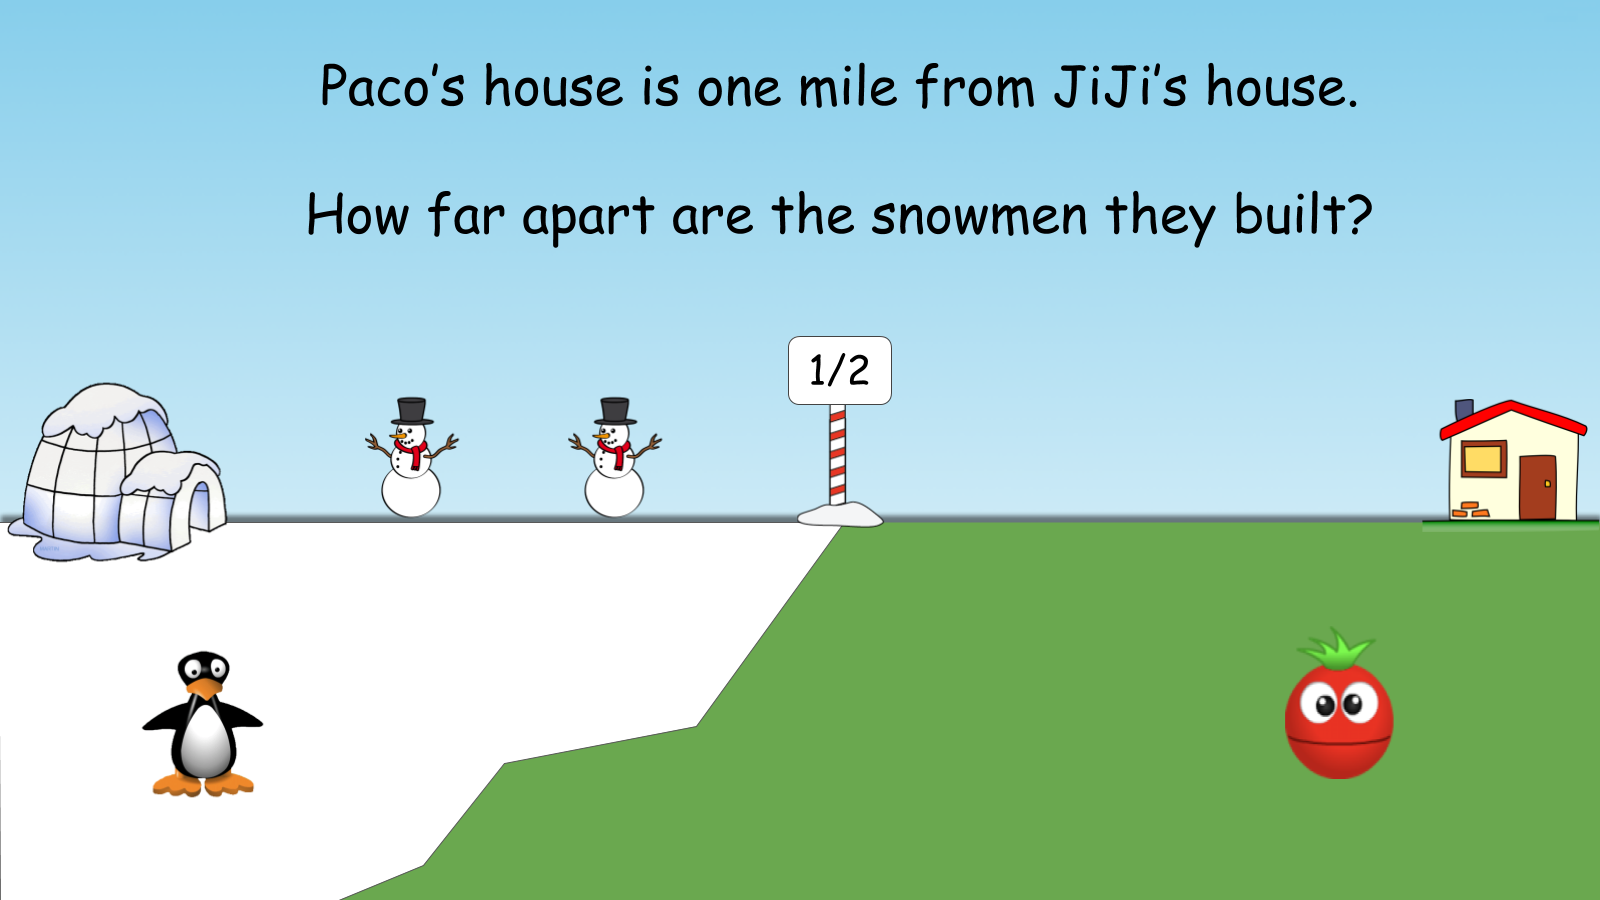 Paco's house is one mile from JiJi's house.
How far apart are the snowmen they built?
1/2